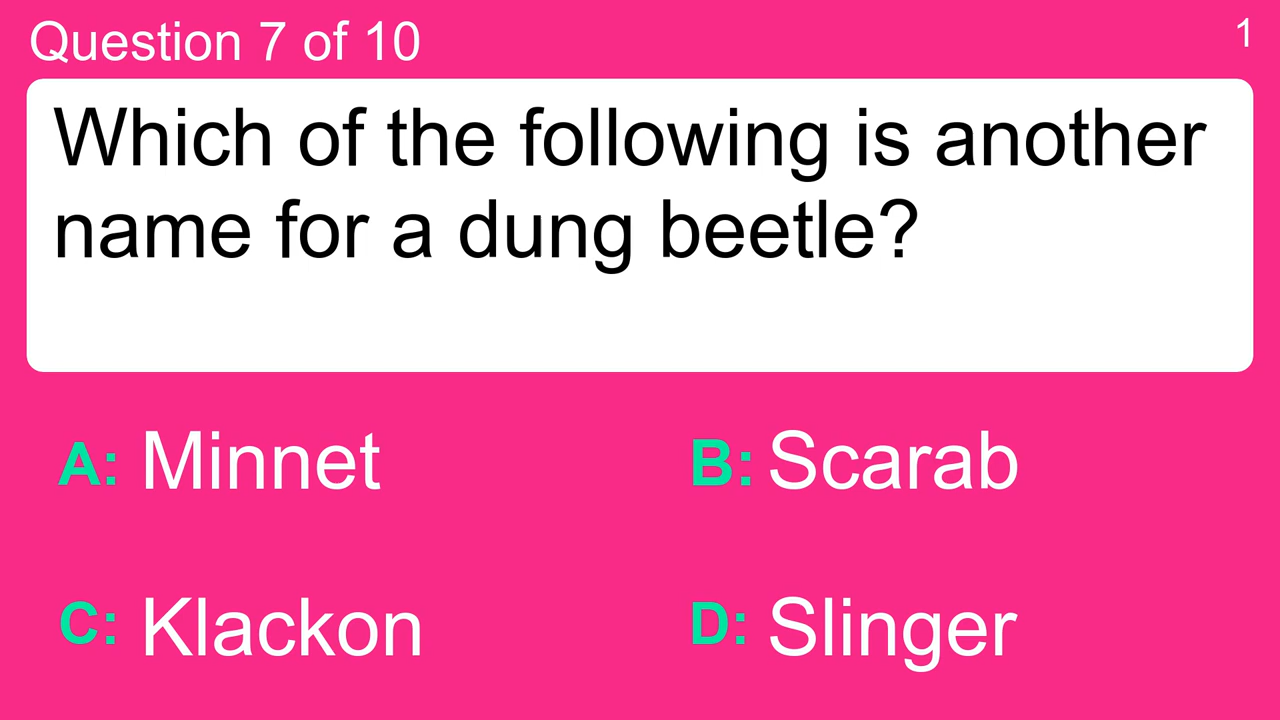 Question 7 of 10
1
Which of the following is another
name for a dung beetle?
A: Minnet
B: Scarab
C: Klackon
D: Slinger